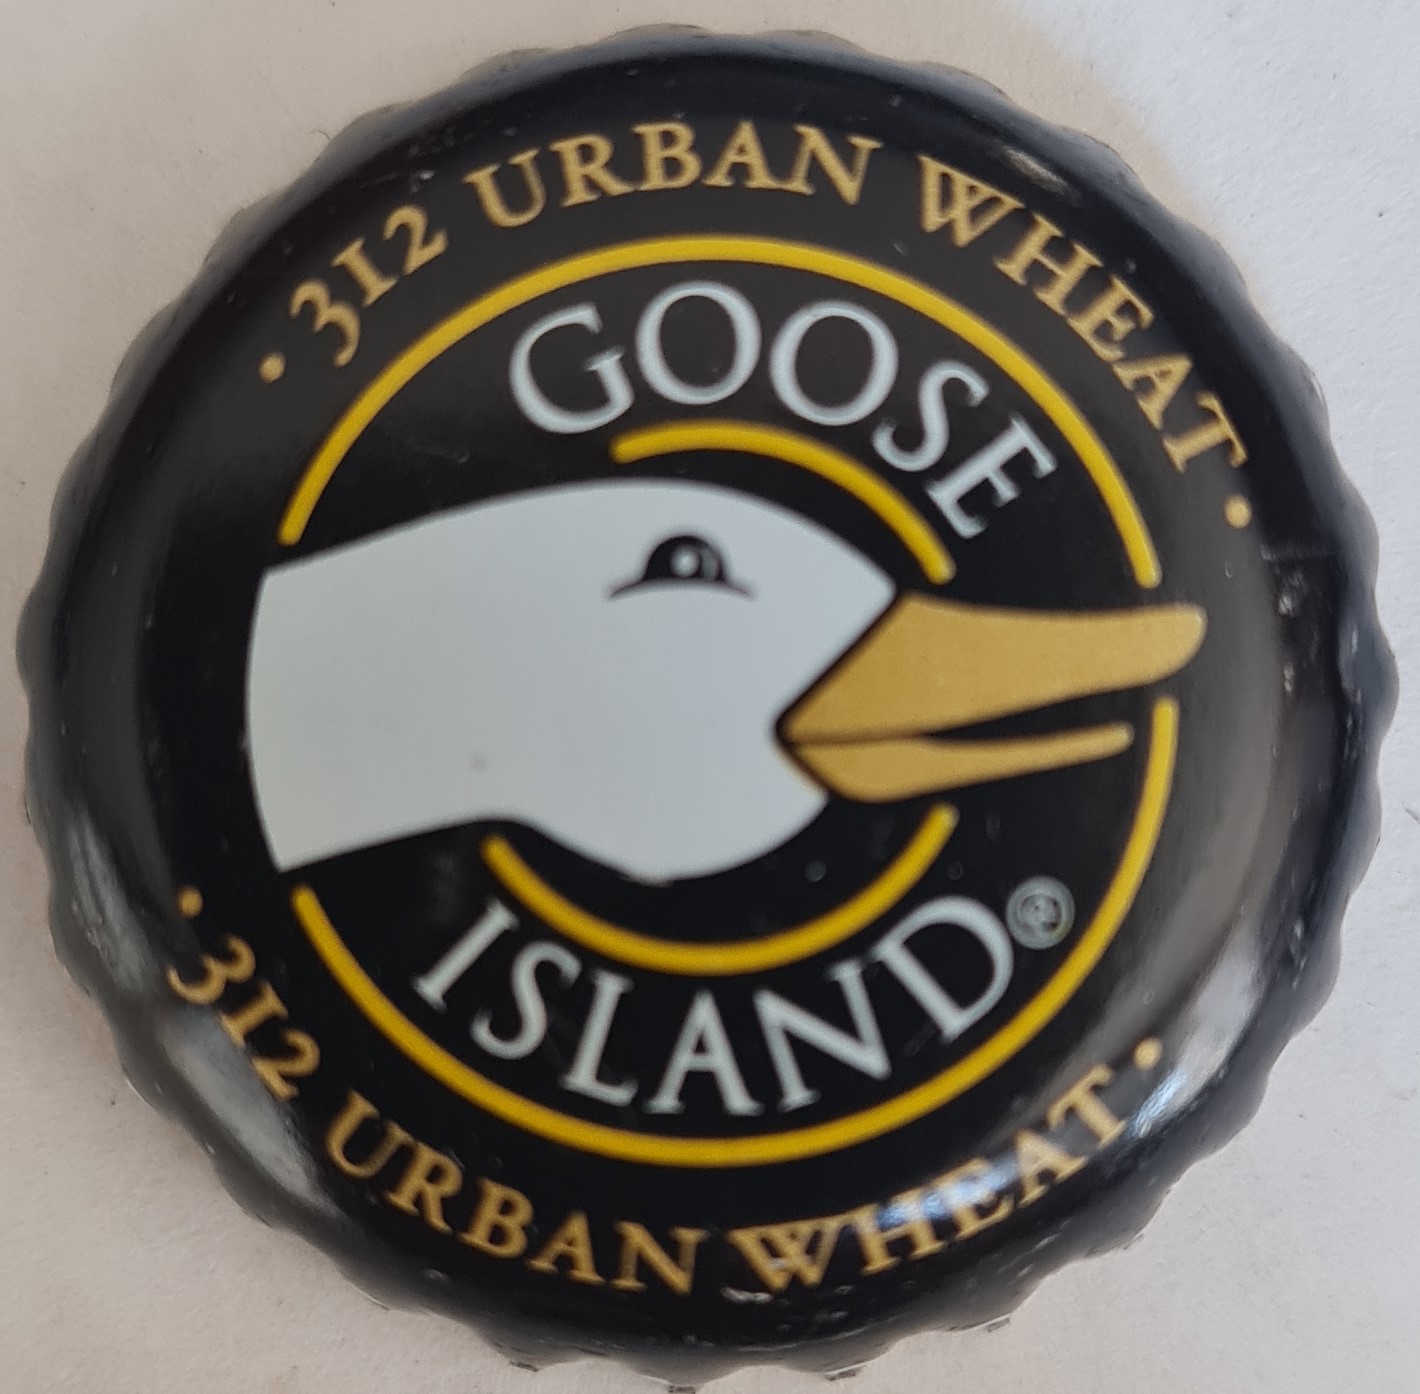 · 312 URBAN WHEAT ·
GOOSE
ISLAND®
· 312 URBAN WHEAT ·